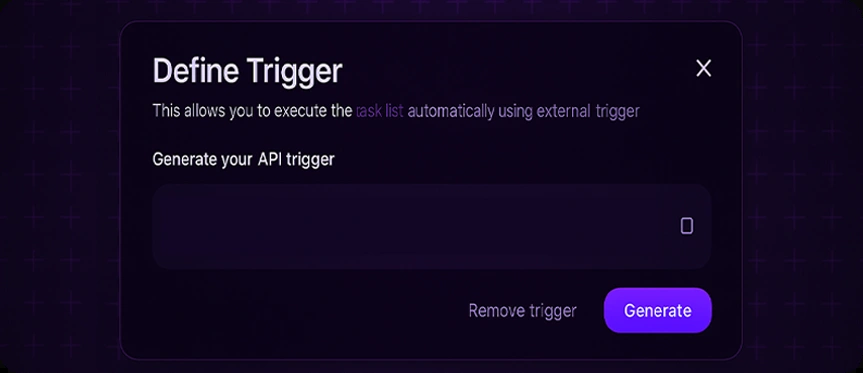 Define Trigger
This allows you to execute the task list automatically using external trigger
Generate your API trigger
Remove trigger
Generate